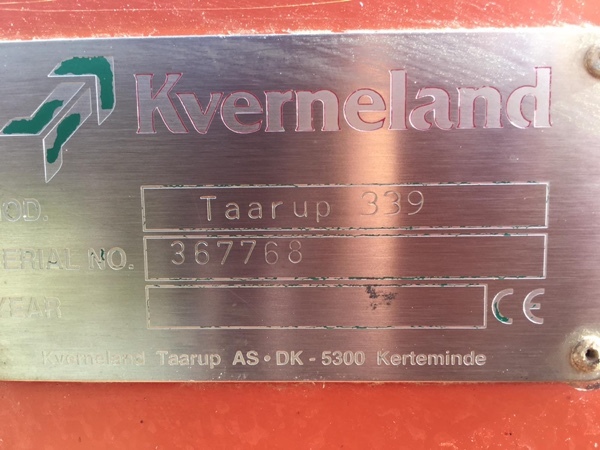 Kverneland
MOD. Taarup 339
SERIAL NO. 367768
YEAR CE
Kverneland Taarup AS • DK - 5300 Kerteminde